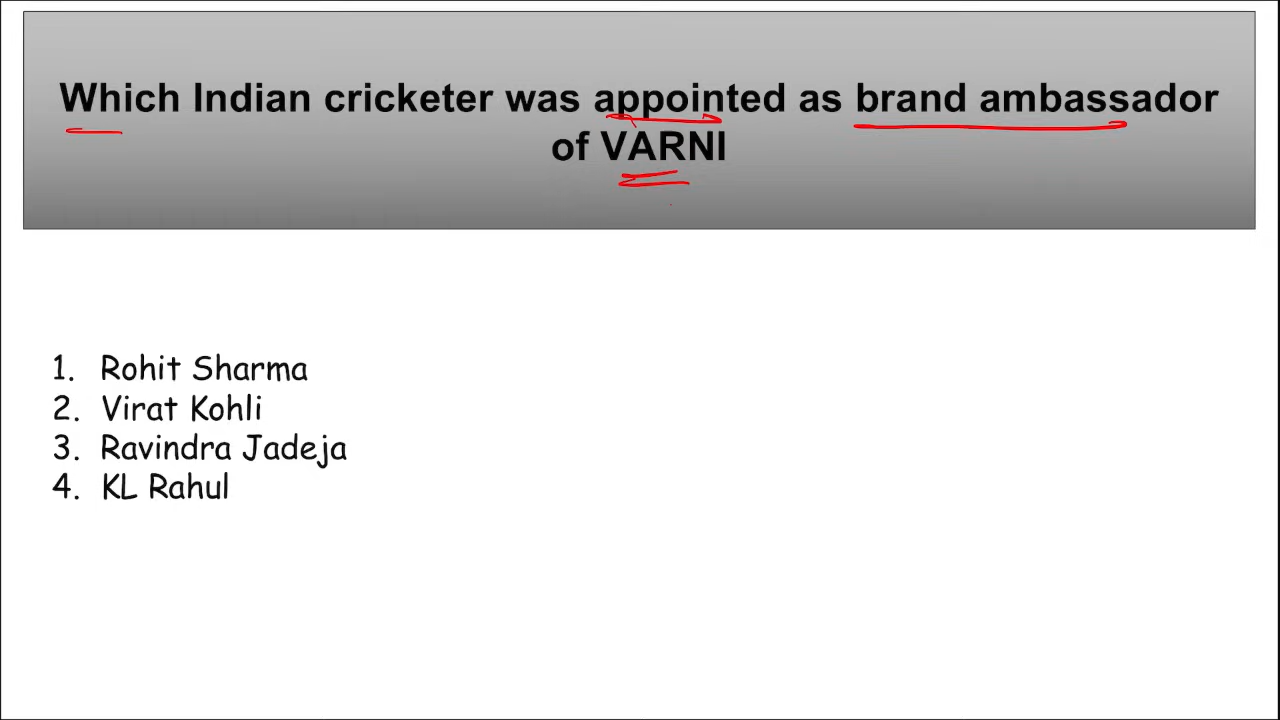 Which Indian cricketer was appointed as brand ambassador
of VARNI
1. Rohit Sharma
2. Virat Kohli
3. Ravindra Jadeja
4. KL Rahul